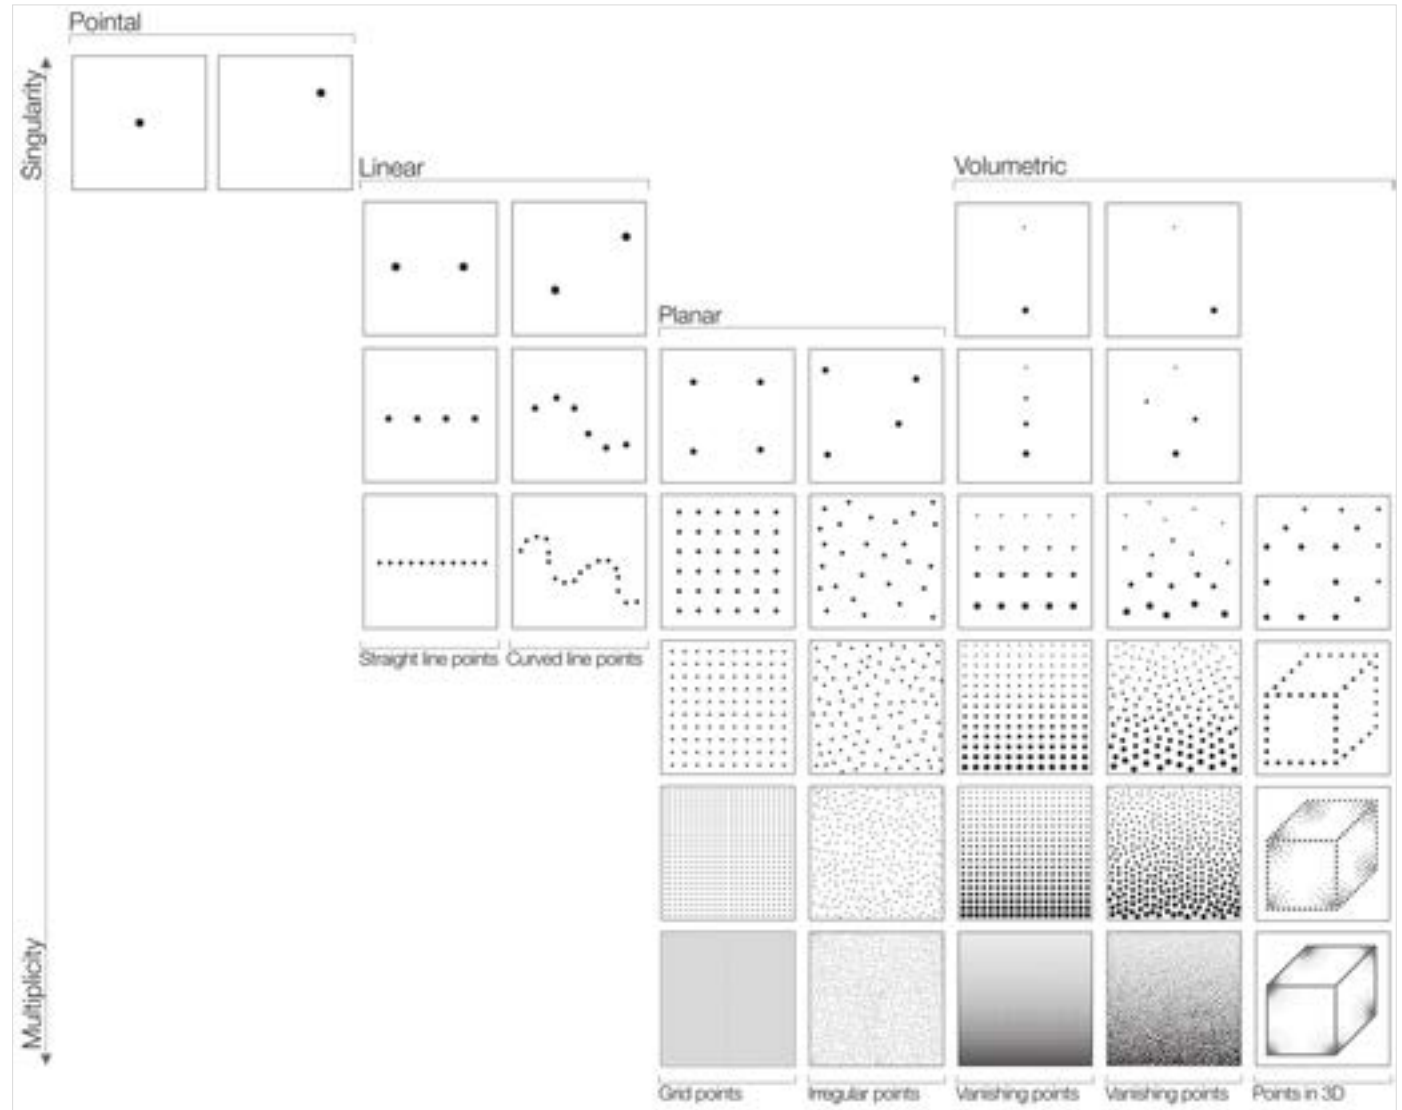 Pointal
Singularity
Linear
Volumetric
Planar
Straight line points
Curved line points
Multiplicity
Grid points
Irregular points
Vanishing points
Vanishing points
Points in 3D